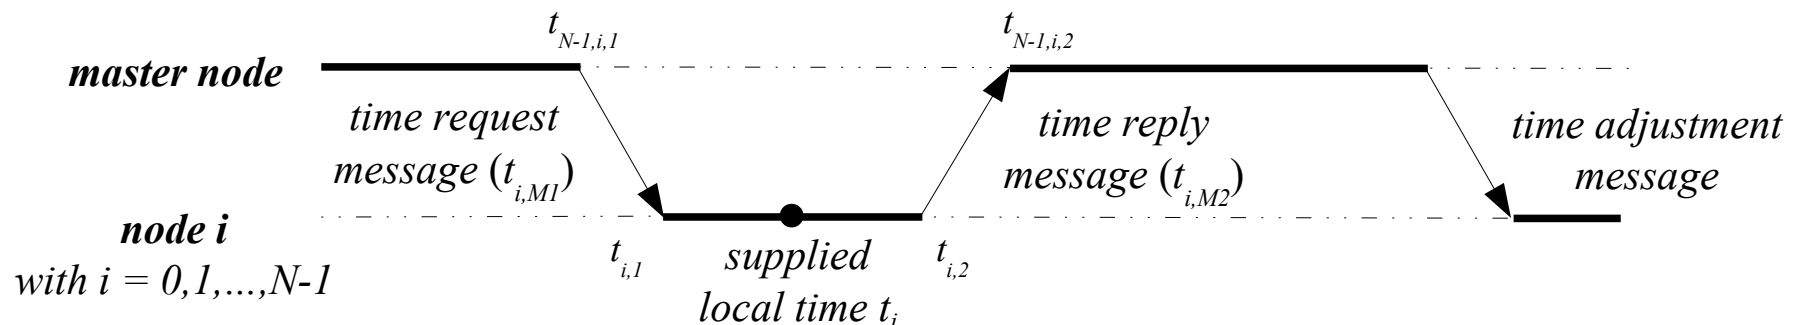 t_{N-1,i,1}
t_{N-1,i,2}
master node
time request
message (t_{i,M1})
time reply
message (t_{i,M2})
time adjustment
message
node i
with i = 0,1,...,N-1
t_{i,1}
supplied
local time t_i
t_{i,2}